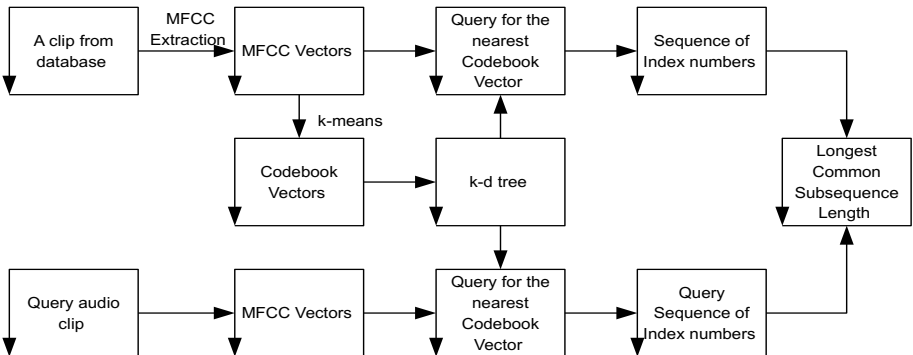 A clip from
database
MFCC
Extraction
MFCC Vectors
Query for the
nearest
Codebook
Vector
Sequence of
Index numbers
k-means
Codebook
Vectors
k-d tree
Longest
Common
Subsequence
Length
Query audio
clip
MFCC Vectors
Query for the
nearest
Codebook
Vector
Query
Sequence of
Index numbers